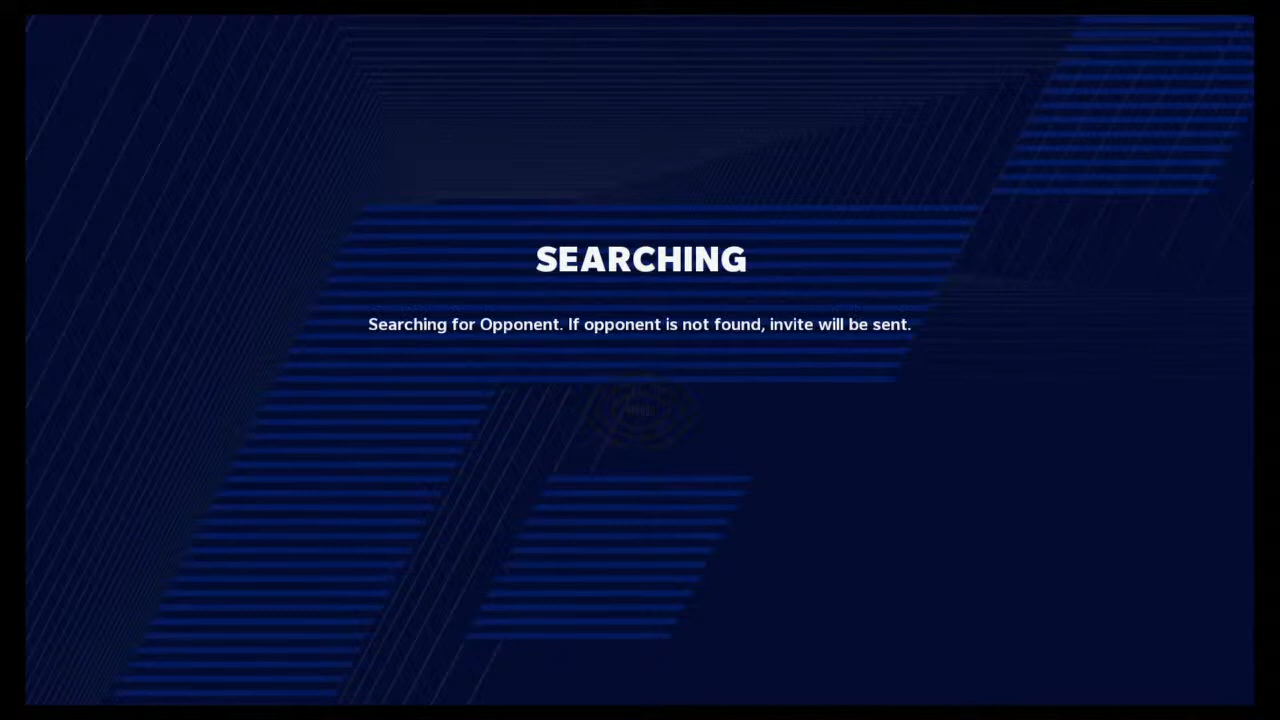 SEARCHING
Searching for Opponent. If opponent is not found, invite will be sent.